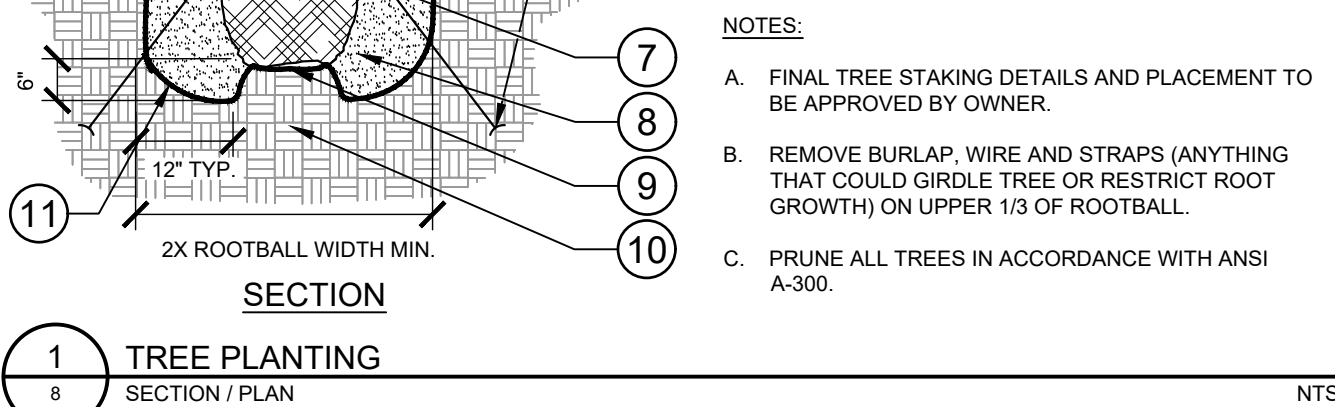 6"
12" TYP.
2X ROOTBALL WIDTH MIN.
SECTION
7
8
9
10
11
NOTES:
A. FINAL TREE STAKING DETAILS AND PLACEMENT TO
BE APPROVED BY OWNER.
B. REMOVE BURLAP, WIRE AND STRAPS (ANYTHING
THAT COULD GIRDLE TREE OR RESTRICT ROOT
GROWTH) ON UPPER 1/3 OF ROOTBALL.
C. PRUNE ALL TREES IN ACCORDANCE WITH ANSI
A-300.
1
TREE PLANTING
8
SECTION / PLAN
NTS